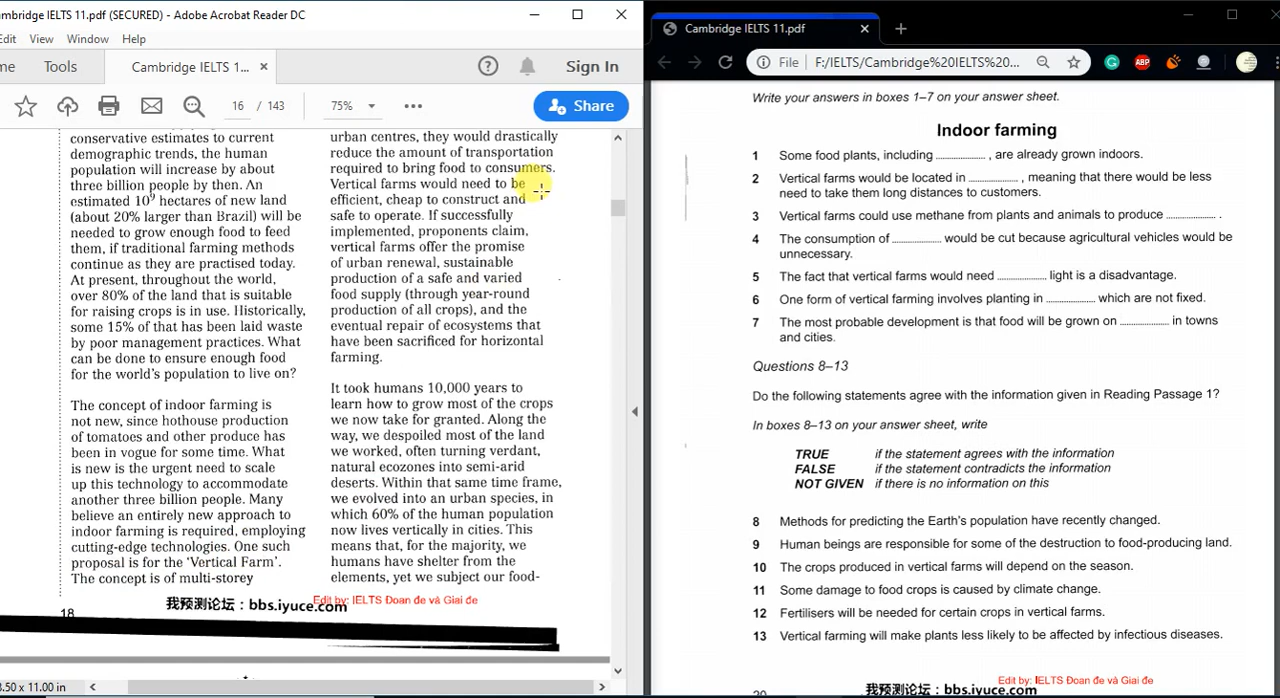 mbridge IELTS 11.pdf (SECURED) - Adobe Acrobat Reader DC
Edit View Window Help
me Tools Cambridge IELTS 1... Sign In
16 / 143 75% Share
conservative estimates to current
demographic trends, the human
population will increase by about
three billion people by then. An
estimated 10⁹ hectares of new land
(about 20% larger than Brazil) will be
needed to grow enough food to feed
them, if traditional farming methods
continue as they are practised today.
At present, throughout the world,
over 80% of the land that is suitable
for raising crops is in use. Historically,
some 15% of that has been laid waste
by poor management practices. What
can be done to ensure enough food
for the world's population to live on?
The concept of indoor farming is
not new, since hothouse production
of tomatoes and other produce has
been in vogue for some time. What
is new is the urgent need to scale
up this technology to accommodate
another three billion people. Many
believe an entirely new approach to
indoor farming is required, employing
cutting-edge technologies. One such
proposal is for the 'Vertical Farm'.
The concept is of multi-storey
urban centres, they would drastically
reduce the amount of transportation
required to bring food to consumers.
Vertical farms would need to be
efficient, cheap to construct and
safe to operate. If successfully
implemented, proponents claim,
vertical farms offer the promise
of urban renewal, sustainable
production of a safe and varied
food supply (through year-round
production of all crops), and the
eventual repair of ecosystems that
have been sacrificed for horizontal
farming.
It took humans 10,000 years to
learn how to grow most of the crops
we now take for granted. Along the
way, we despoiled most of the land
we worked, often turning verdant,
natural ecozones into semi-arid
deserts. Within that same time frame,
we evolved into an urban species, in
which 60% of the human population
now lives vertically in cities. This
means that, for the majority, we
humans have shelter from the
elements, yet we subject our food-
18
我预测论坛：bbs.iyuce.com
Edit by: IELTS Đoan đe và Giai đe
8.50 x 11.00 in
Cambridge IELTS 11.pdf
File F:/IELTS/Cambridge%20IELTS%20... ABP
Write your answers in boxes 1–7 on your answer sheet.
Indoor farming
1 Some food plants, including .................... , are already grown indoors.
2 Vertical farms would be located in .................... , meaning that there would be less
need to take them long distances to customers.
3 Vertical farms could use methane from plants and animals to produce .................... .
4 The consumption of .................... would be cut because agricultural vehicles would be
unnecessary.
5 The fact that vertical farms would need .................... light is a disadvantage.
6 One form of vertical farming involves planting in .................... which are not fixed.
7 The most probable development is that food will be grown on .................... in towns
and cities.
Questions 8–13
Do the following statements agree with the information given in Reading Passage 1?
In boxes 8–13 on your answer sheet, write
TRUE if the statement agrees with the information
FALSE if the statement contradicts the information
NOT GIVEN if there is no information on this
8 Methods for predicting the Earth's population have recently changed.
9 Human beings are responsible for some of the destruction to food-producing land.
10 The crops produced in vertical farms will depend on the season.
11 Some damage to food crops is caused by climate change.
12 Fertilisers will be needed for certain crops in vertical farms.
13 Vertical farming will make plants less likely to be affected by infectious diseases.
Edit by: IELTS Đoan đe và Giai đe
20
我预测论坛：bbs.iyuce.com